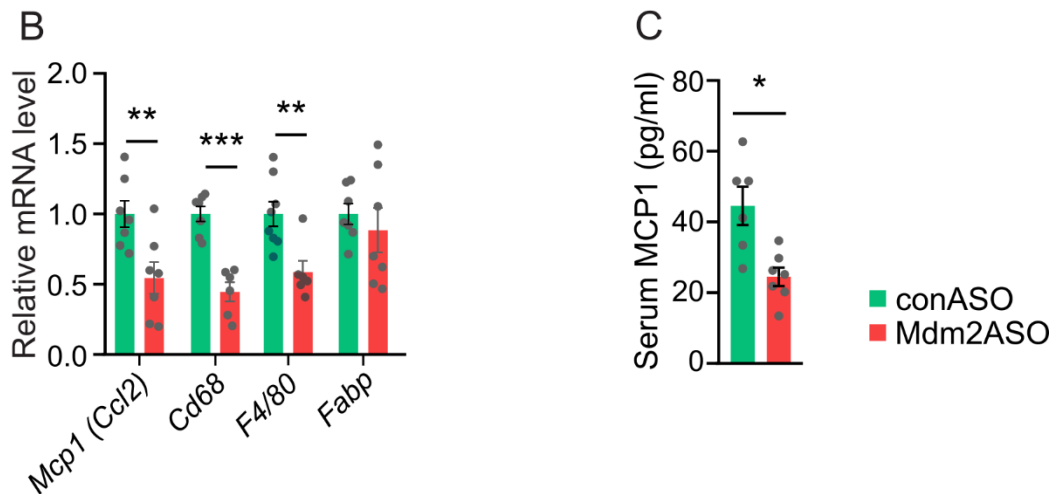 B
Relative mRNA level
2.0
1.5
1.0
0.5
0.0
**
***
**
Mcp1 (Ccl2)
Cd68
F4/80
Fabp
C
Serum MCP1 (pg/ml)
80
60
40
20
0
*
conASO
Mdm2ASO